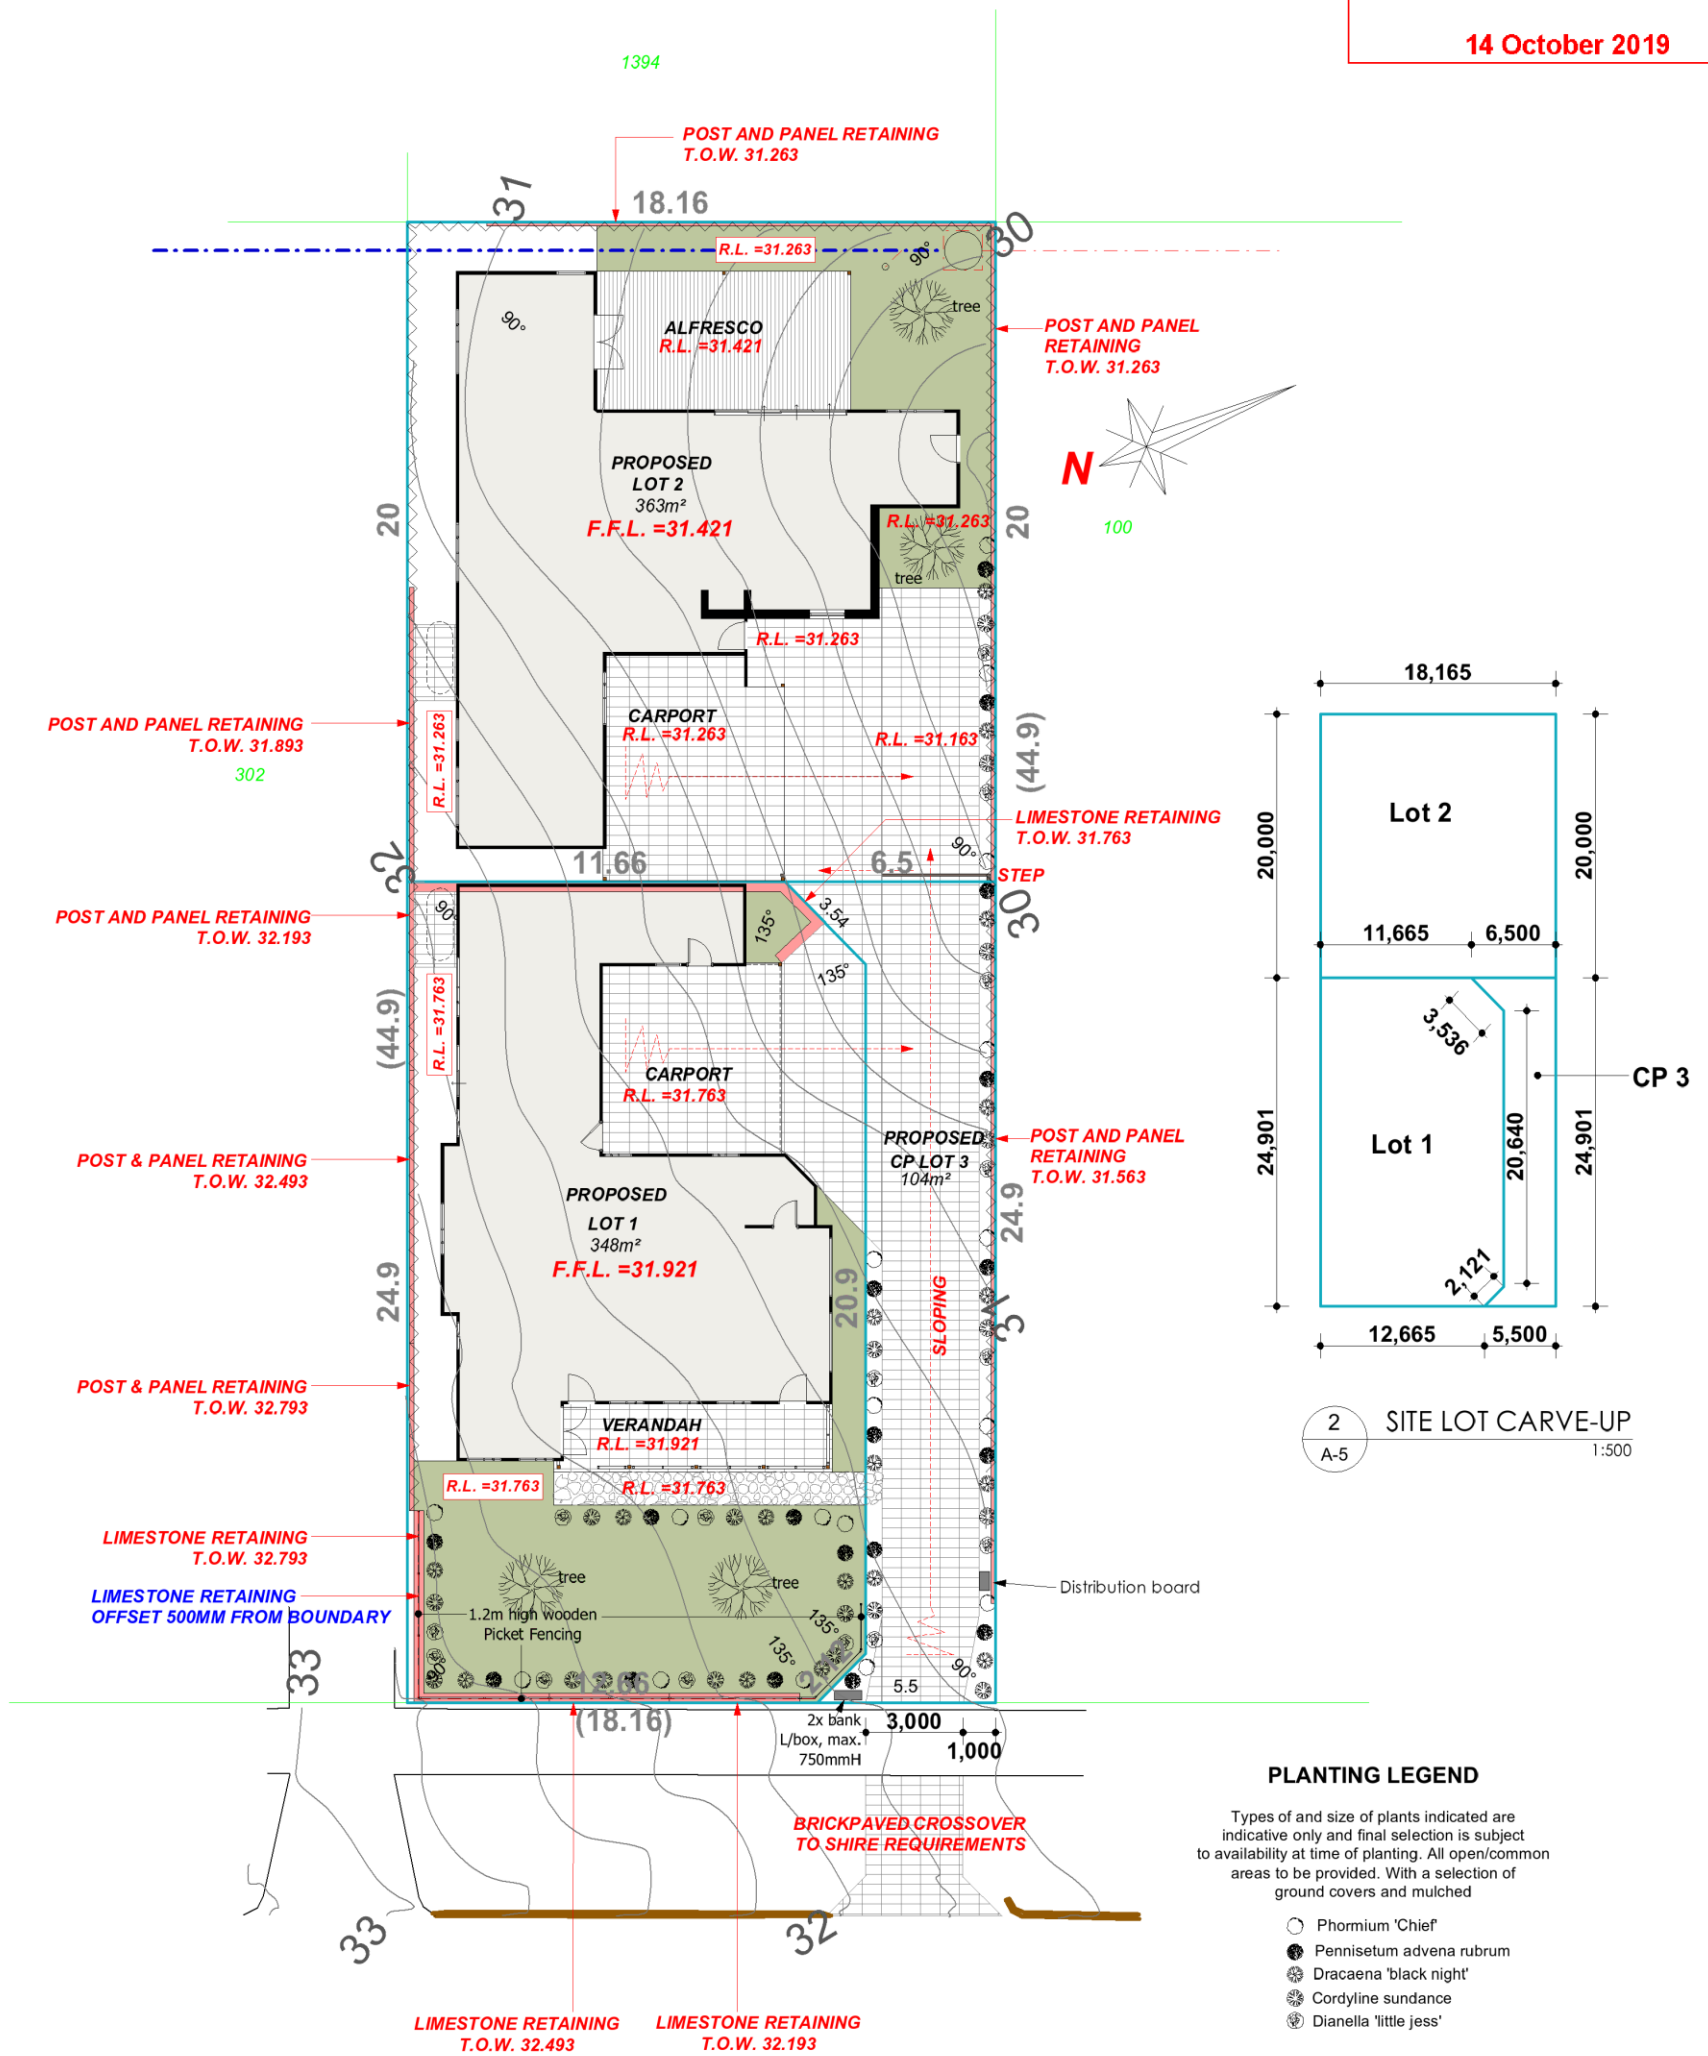 14 October 2019
1394
POST AND PANEL RETAINING
T.O.W. 31.263
31
18.16
30
R.L. =31.263
90°
tree
90°
ALFRESCO
R.L. =31.421
POST AND PANEL
RETAINING
T.O.W. 31.263
N
100
PROPOSED
LOT 2
363m²
F.F.L. =31.421
20
R.L. =31.263
20
tree
R.L. =31.263
CARPORT
R.L. =31.263
R.L. =31.163
(44.9)
POST AND PANEL RETAINING
T.O.W. 31.893
302
R.L. =31.263
LIMESTONE RETAINING
T.O.W. 31.763
90°
32
11.66
6.5
STEP
30
POST AND PANEL RETAINING
T.O.W. 32.193
90°
135°
3.54
135°
(44.9)
R.L. =31.763
CARPORT
R.L. =31.763
PROPOSED
CP LOT 3
104m²
POST AND PANEL
RETAINING
T.O.W. 31.563
POST & PANEL RETAINING
T.O.W. 32.493
PROPOSED
LOT 1
348m²
F.F.L. =31.921
24.9
24.9
20.9
SLOPING
31
POST & PANEL RETAINING
T.O.W. 32.793
VERANDAH
R.L. =31.921
R.L. =31.763
R.L. =31.763
LIMESTONE RETAINING
T.O.W. 32.793
LIMESTONE RETAINING
OFFSET 500MM FROM BOUNDARY
tree
tree
1.2m high wooden
Picket Fencing
135°
135°
2.12
90°
90°
Distribution board
33
12.66
(18.16)
5.5
2x bank
L/box, max.
750mmH
3,000
1,000
BRICKPAVED CROSSOVER
TO SHIRE REQUIREMENTS
33
32
LIMESTONE RETAINING
T.O.W. 32.493
LIMESTONE RETAINING
T.O.W. 32.193
18,165
20,000
Lot 2
20,000
11,665
6,500
3,536
CP 3
24,901
Lot 1
20,640
24,901
2,121
12,665
5,500
2
A-5
SITE LOT CARVE-UP
1:500
PLANTING LEGEND
Types of and size of plants indicated are
indicative only and final selection is subject
to availability at time of planting. All open/common
areas to be provided. With a selection of
ground covers and mulched
Phormium 'Chief'
Pennisetum advena rubrum
Dracaena 'black night'
Cordyline sundance
Dianella 'little jess'